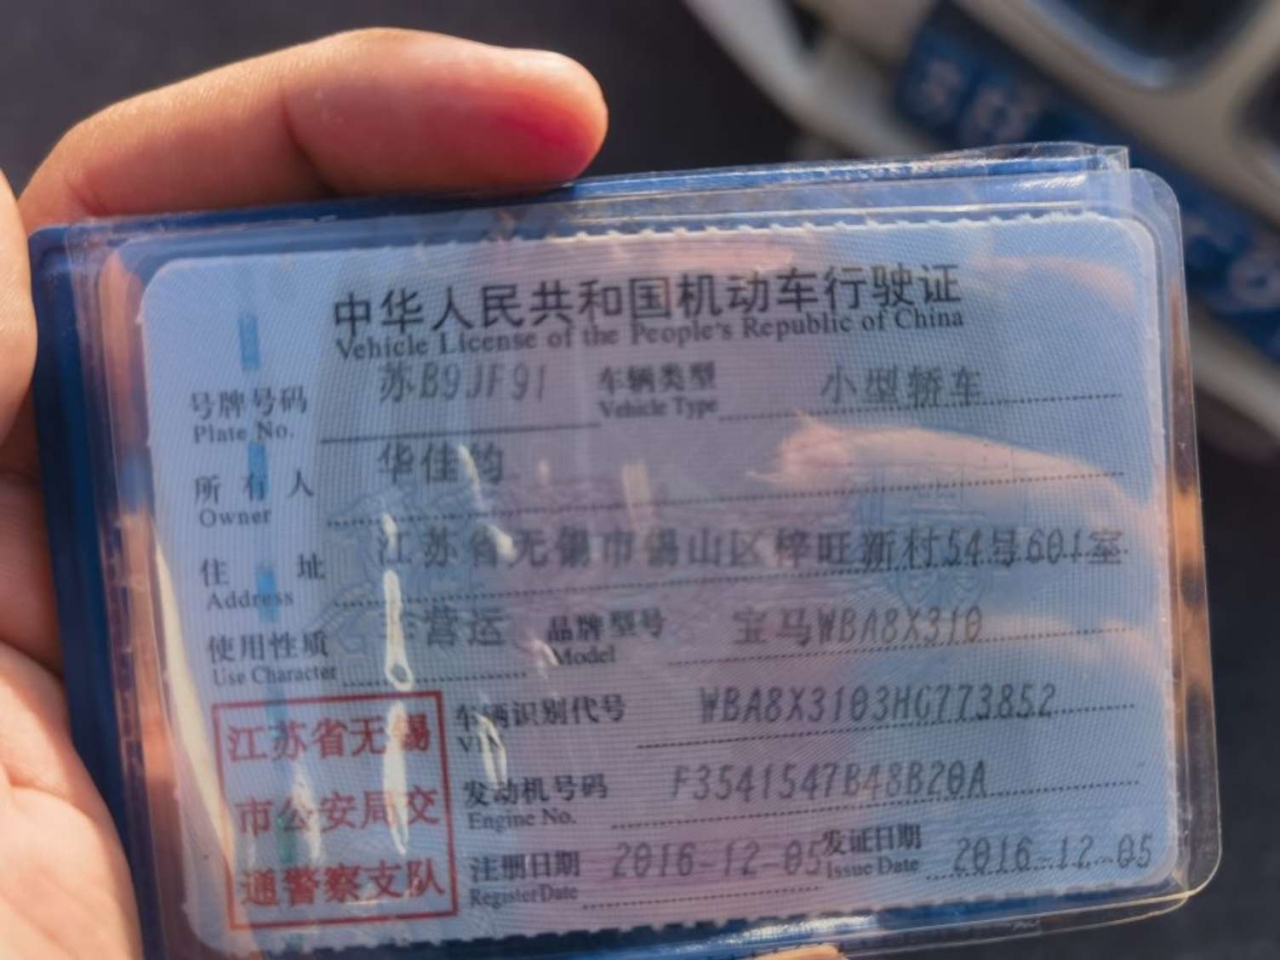 中华人民共和国机动车行驶证
Vehicle License of the People's Republic of China
号牌号码 苏B9JF91 车辆类型 小型轿车
Plate No. Vehicle Type
所有人 华佳钧
Owner
住址 江苏省无锡市锡山区梓旺新村54号601室
Address
使用性质 非营运 品牌型号 宝马WBA8X310
Use Character Model
车辆识别代号 WBA8X3103HG773852
VIN
发动机号码 F3541547B48B20A
Engine No.
注册日期 2016-12-05 发证日期 2016-12-05
Register Date Issue Date
江苏省无锡
市公安局交
通警察支队